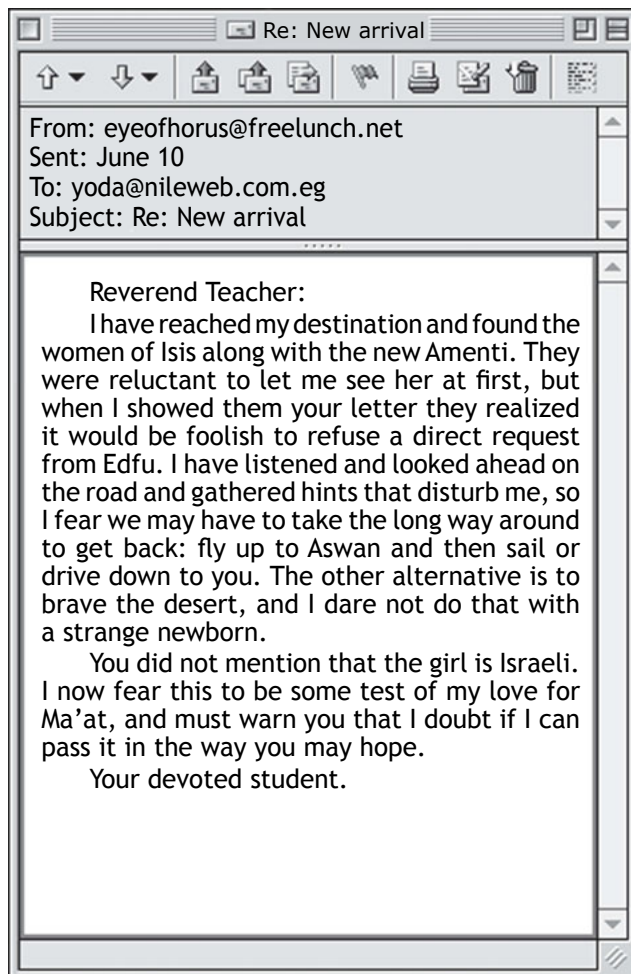 Re: New arrival
From: eyeofhorus@freelunch.net
Sent: June 10
To: yoda@nileweb.com.eg
Subject: Re: New arrival
Reverend Teacher:
I have reached my destination and found the
women of Isis along with the new Amenti. They
were reluctant to let me see her at first, but
when I showed them your letter they realized
it would be foolish to refuse a direct request
from Edfu. I have listened and looked ahead on
the road and gathered hints that disturb me, so
I fear we may have to take the long way around
to get back: fly up to Aswan and then sail or
drive down to you. The other alternative is to
brave the desert, and I dare not do that with
a strange newborn.
You did not mention that the girl is Israeli.
I now fear this to be some test of my love for
Ma’at, and must warn you that I doubt if I can
pass it in the way you may hope.
Your devoted student.